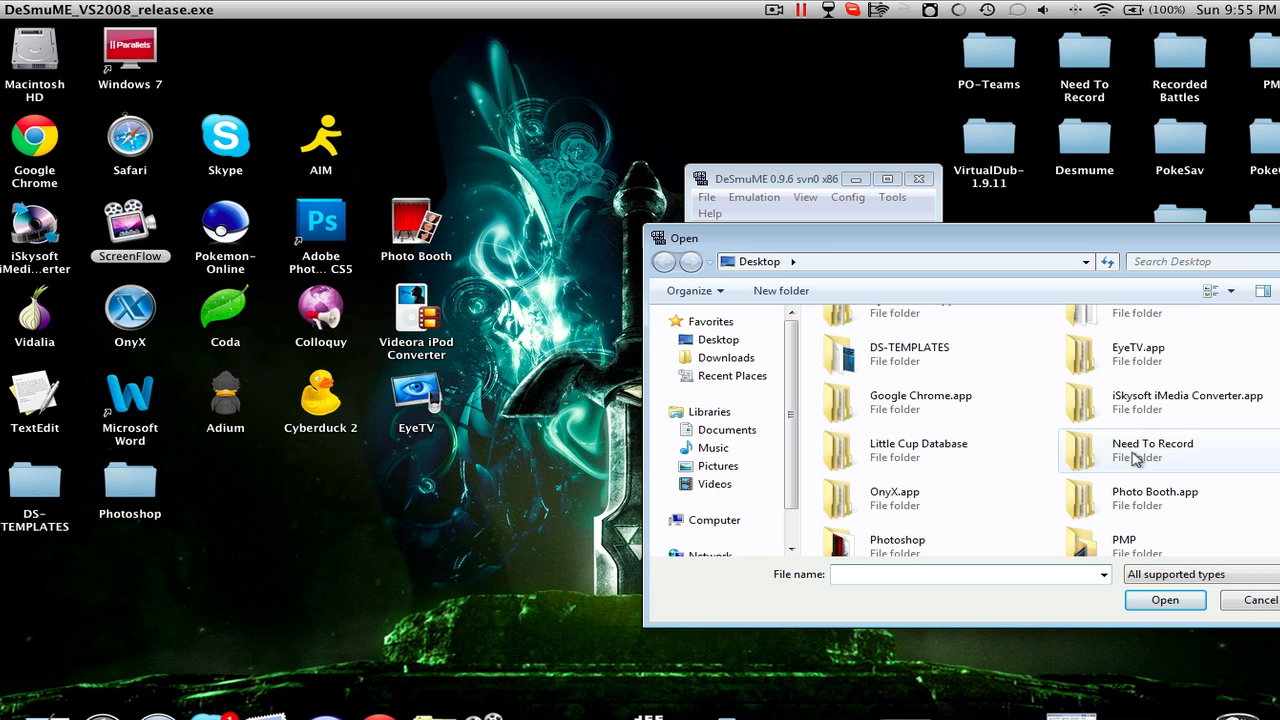 DeSmuME_VS2008_release.exe
(100%) Sun 9:55 PM
Macintosh
HD
Parallels
Windows 7
PO-Teams
Need To
Record
Recorded
Battles
PM
Google
Chrome
Safari
Skype
AIM
VirtualDub-
1.9.11
Desmume
PokeSav
Poke
iSkysoft
iMedi...erter
ScreenFlow
Pokemon-
Online
Adobe
Phot... CS5
Photo Booth
Vidalia
OnyX
Coda
Colloquy
Videora iPod
Converter
TextEdit
Microsoft
Word
Adium
Cyberduck 2
EyeTV
DS-
TEMPLATES
Photoshop
DeSmuME 0.9.6 svn0 x86
File Emulation View Config Tools
Help
Open
Desktop
Search Desktop
Organize New folder
Favorites
Desktop
Downloads
Recent Places
Libraries
Documents
Music
Pictures
Videos
Computer
Network
File folder
File folder
DS-TEMPLATES
File folder
EyeTV.app
File folder
Google Chrome.app
File folder
iSkysoft iMedia Converter.app
File folder
Little Cup Database
File folder
Need To Record
File folder
OnyX.app
File folder
Photo Booth.app
File folder
Photoshop
File folder
PMP
File folder
File name:
All supported types
Open
Cancel